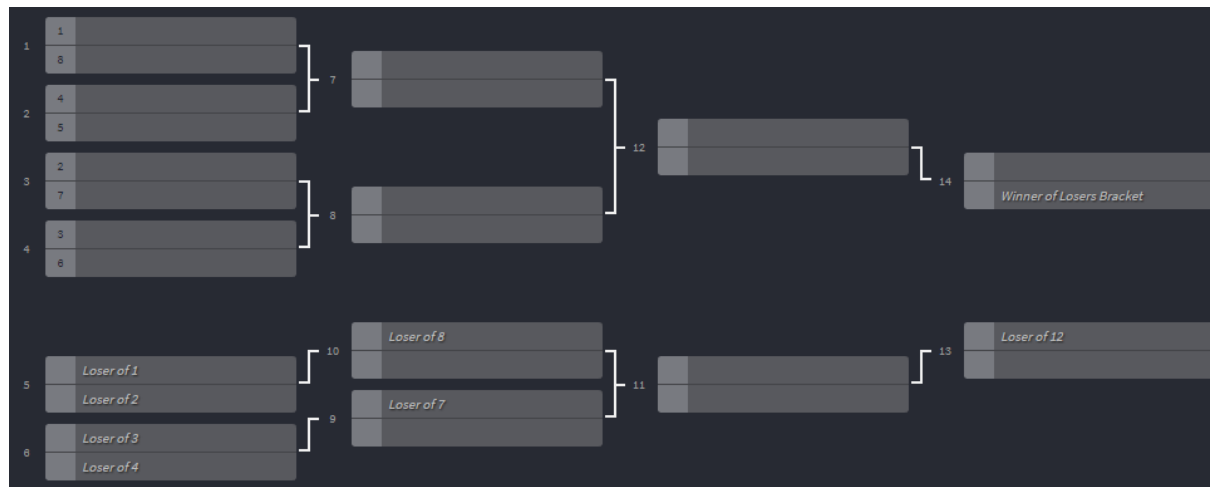 1
1
8
7
2
4
5
12
3
2
7
14
Winner of Losers Bracket
8
4
3
6
10
Loser of 8
13
Loser of 12
5
Loser of 1
Loser of 2
11
9
Loser of 7
6
Loser of 3
Loser of 4